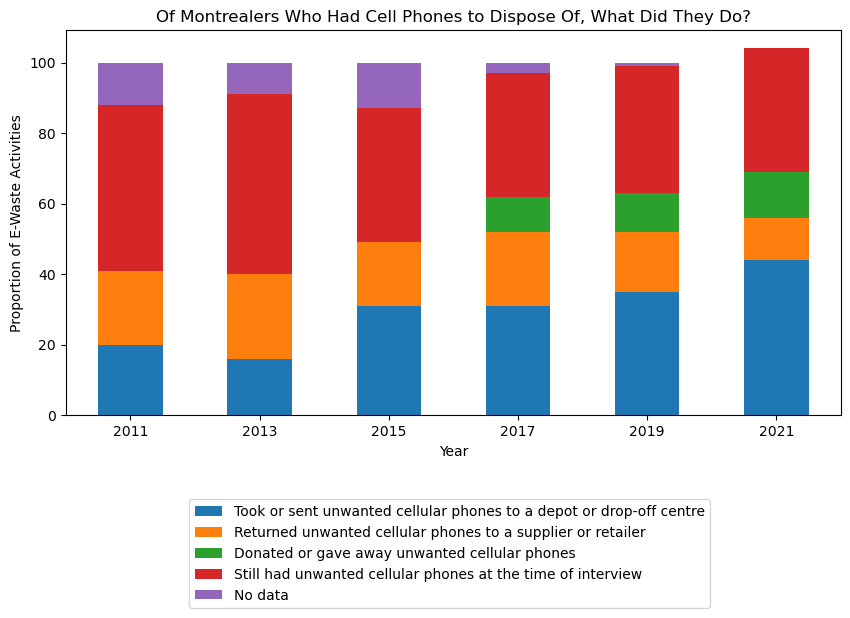 Of Montrealers Who Had Cell Phones to Dispose Of, What Did They Do?
Proportion of E-Waste Activities
100
80
60
40
20
0
2011 2013 2015 2017 2019 2021
Year
Took or sent unwanted cellular phones to a depot or drop-off centre
Returned unwanted cellular phones to a supplier or retailer
Donated or gave away unwanted cellular phones
Still had unwanted cellular phones at the time of interview
No data